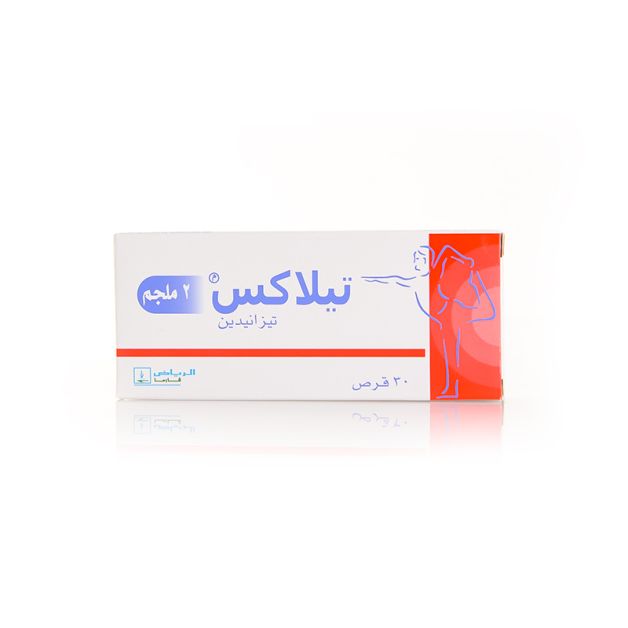 تيلاكس م ٢ ملجم
تيزانيدين
٣٠ قرص
الرياض
فارما